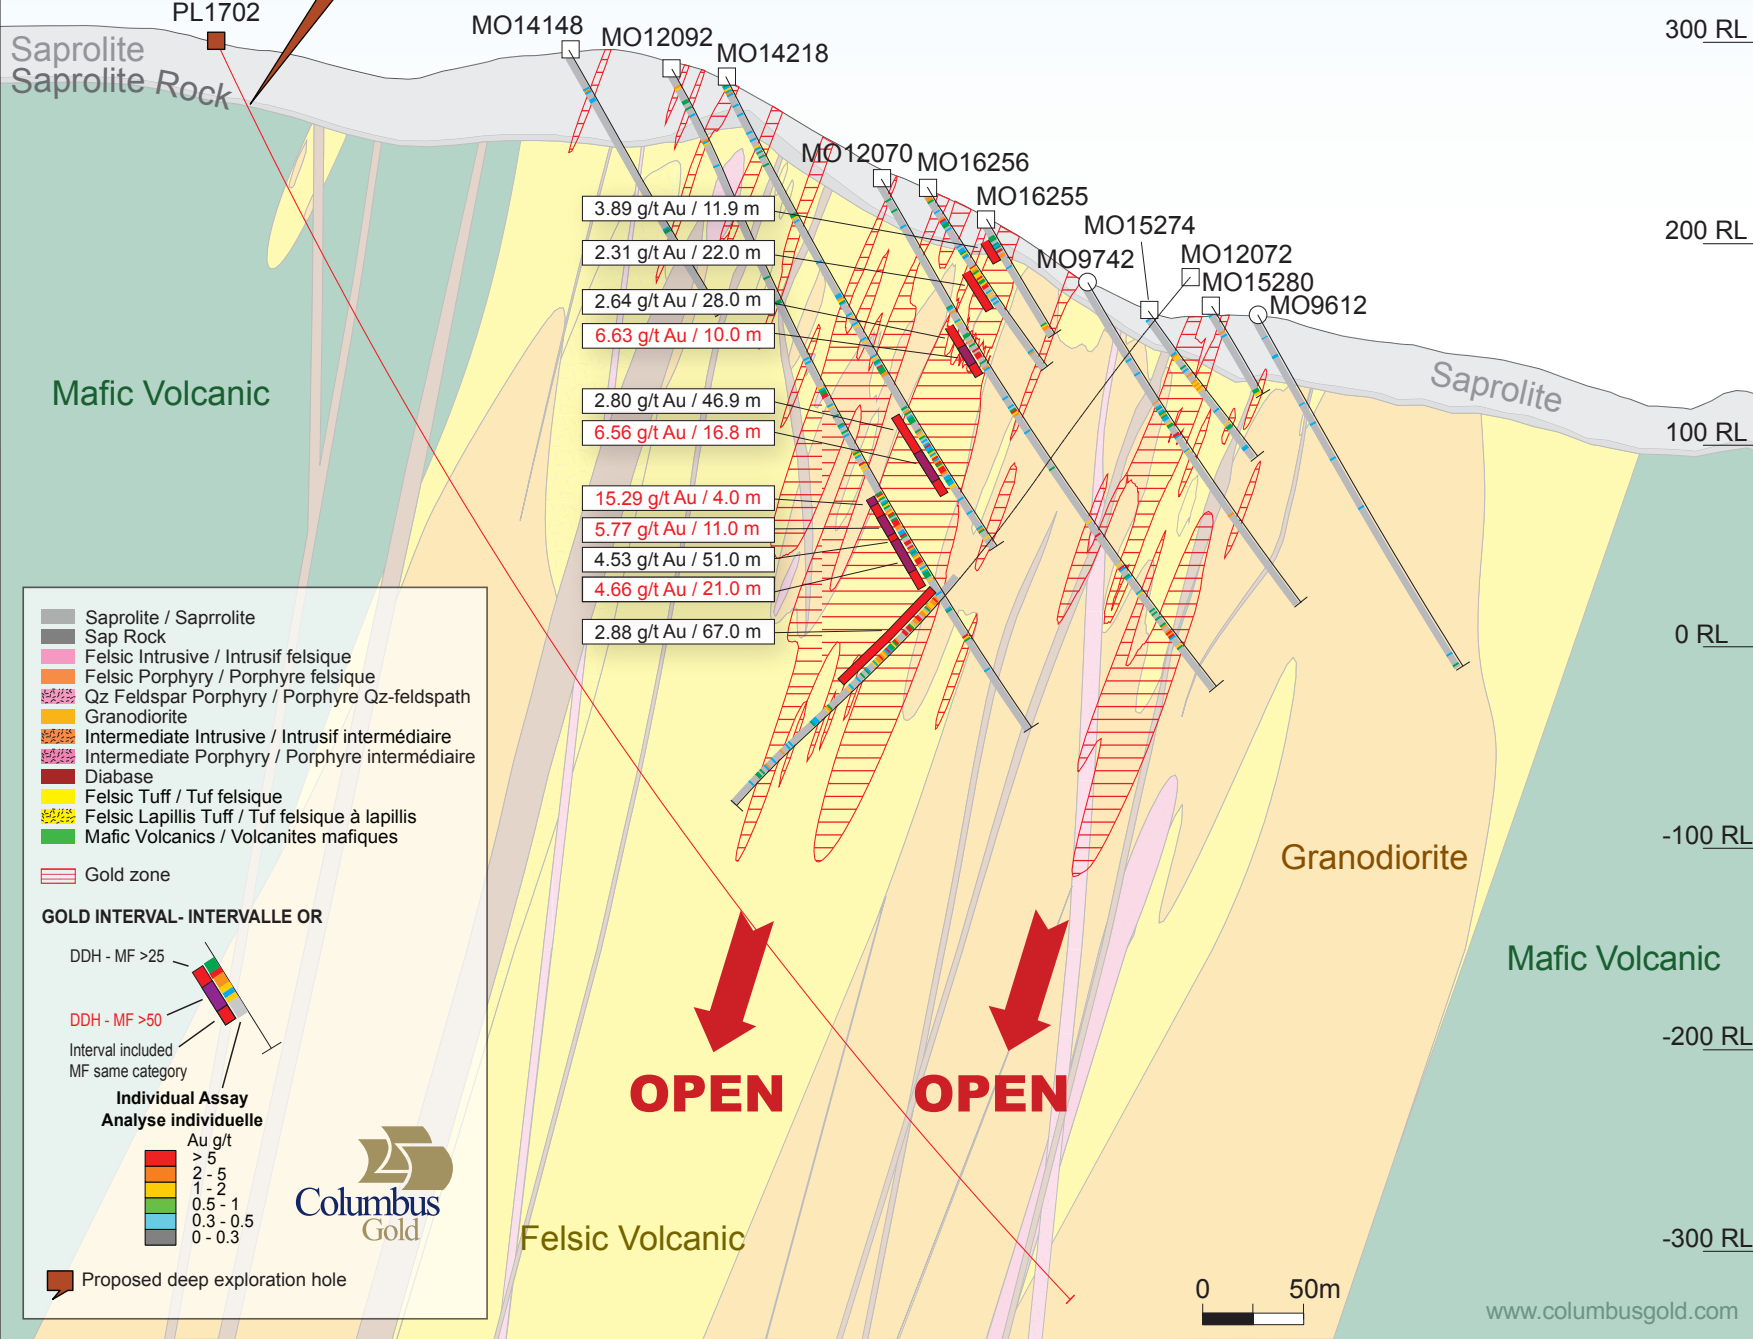 PL1702
MO14148
MO12092
MO14218
300 RL
Saprolite
Saprolite Rock
MO12070
MO16256
MO16255
MO15274
MO9742
MO12072
MO15280
MO9612
200 RL
3.89 g/t Au / 11.9 m
2.31 g/t Au / 22.0 m
2.64 g/t Au / 28.0 m
6.63 g/t Au / 10.0 m
2.80 g/t Au / 46.9 m
6.56 g/t Au / 16.8 m
15.29 g/t Au / 4.0 m
5.77 g/t Au / 11.0 m
4.53 g/t Au / 51.0 m
4.66 g/t Au / 21.0 m
2.88 g/t Au / 67.0 m
Mafic Volcanic
Saprolite
100 RL
0 RL
-100 RL
Granodiorite
Mafic Volcanic
-200 RL
-300 RL
OPEN
OPEN
Felsic Volcanic
Saprolite / Saprrolite
Sap Rock
Felsic Intrusive / Intrusif felsique
Felsic Porphyry / Porphyre felsique
Qz Feldspar Porphyry / Porphyre Qz-feldspath
Granodiorite
Intermediate Intrusive / Intrusif intermédiaire
Intermediate Porphyry / Porphyre intermédiaire
Diabase
Felsic Tuff / Tuf felsique
Felsic Lapillis Tuff / Tuf felsique à lapillis
Mafic Volcanics / Volcanites mafiques
Gold zone
GOLD INTERVAL- INTERVALLE OR
DDH - MF >25
DDH - MF >50
Interval included
MF same category
Individual Assay
Analyse individuelle
Au g/t
> 5
2 - 5
1 - 2
0.5 - 1
0.3 - 0.5
0 - 0.3
Columbus
Gold
Proposed deep exploration hole
0 50m
www.columbusgold.com